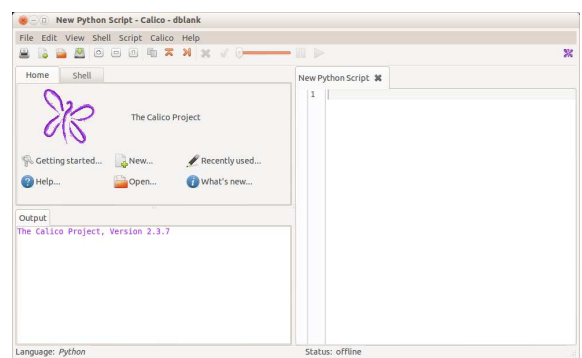 New Python Script - Calico - dblank
File Edit View Shell Script Calico Help
Home Shell
The Calico Project
Getting started... New... Recently used...
Help... Open... What's new...
Output
The Calico Project, Version 2.3.7
New Python Script
1
Language: Python
Status: offline